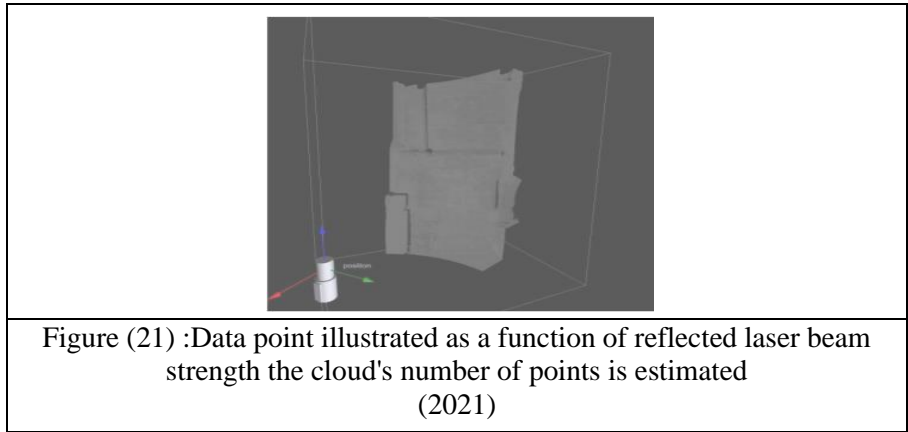 position
Figure (21) :Data point illustrated as a function of reflected laser beam
strength the cloud's number of points is estimated
(2021)